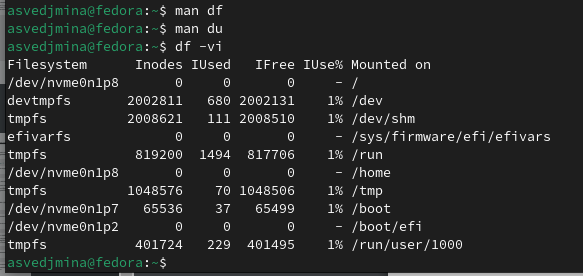 asvedjmina@fedora:~$ man df
asvedjmina@fedora:~$ man du
asvedjmina@fedora:~$ df -vi
Filesystem      Inodes IUsed   IFree IUse% Mounted on
/dev/nvme0n1p8       0     0       0     - /
devtmpfs       2002811   680 2002131    1% /dev
tmpfs          2008621   111 2008510    1% /dev/shm
efivarfs             0     0       0     - /sys/firmware/efi/efivars
tmpfs           819200  1494  817706    1% /run
/dev/nvme0n1p8       0     0       0     - /home
tmpfs          1048576    70 1048506    1% /tmp
/dev/nvme0n1p7   65536    37   65499    1% /boot
/dev/nvme0n1p2       0     0       0     - /boot/efi
tmpfs           401724   229  401495    1% /run/user/1000
asvedjmina@fedora:~$